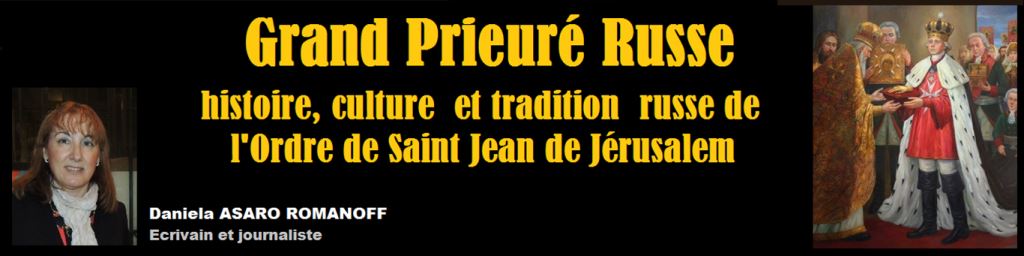 Grand Prieuré Russe
histoire, culture et tradition russe de
l'Ordre de Saint Jean de Jérusalem
Daniela ASARO ROMANOFF
Ecrivain et journaliste